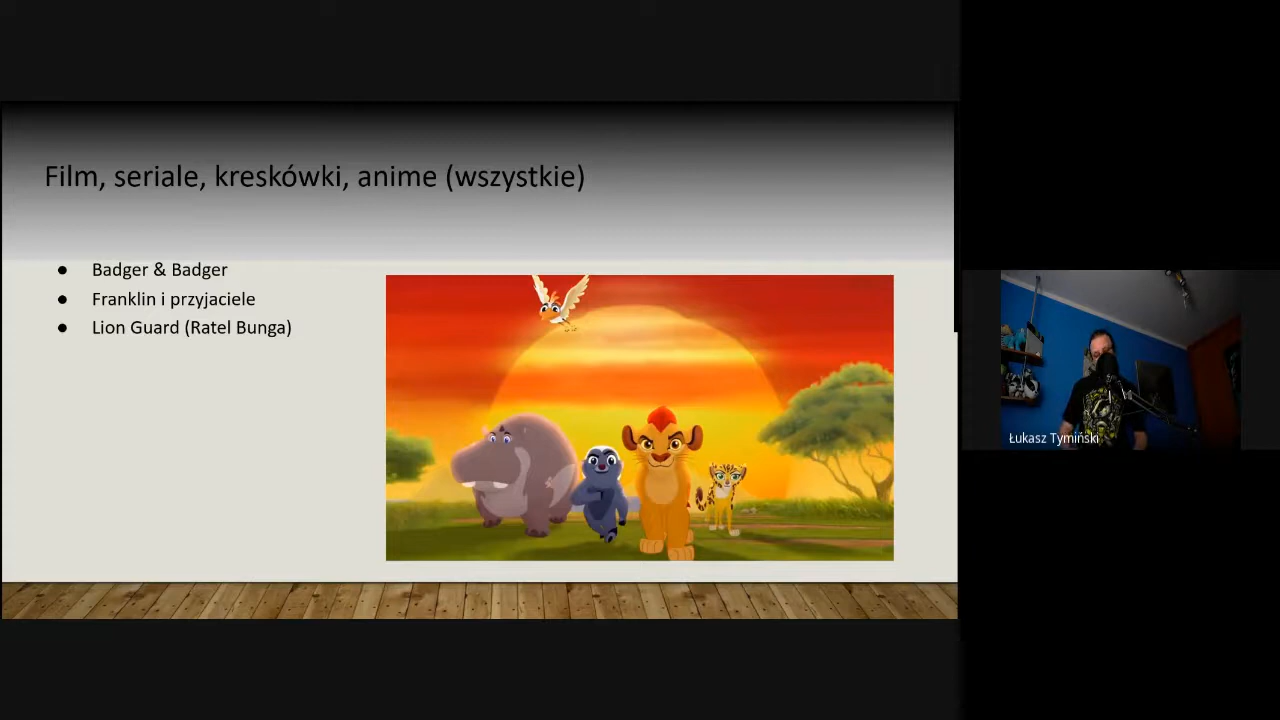 Film, seriale, kreskówki, anime (wszystkie)
● Badger & Badger
● Franklin i przyjaciele
● Lion Guard (Ratel Bunga)
Łukasz Tymiński